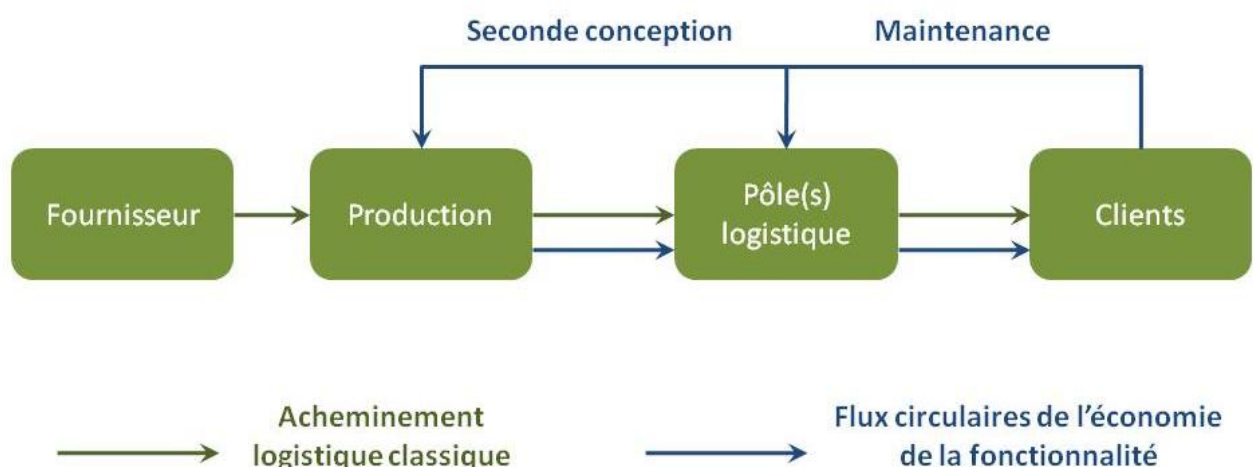 Seconde conception
Maintenance
Fournisseur
Production
Pôle(s)
logistique
Clients
Acheminement
logistique classique
Flux circulaires de l'économie
de la fonctionnalité